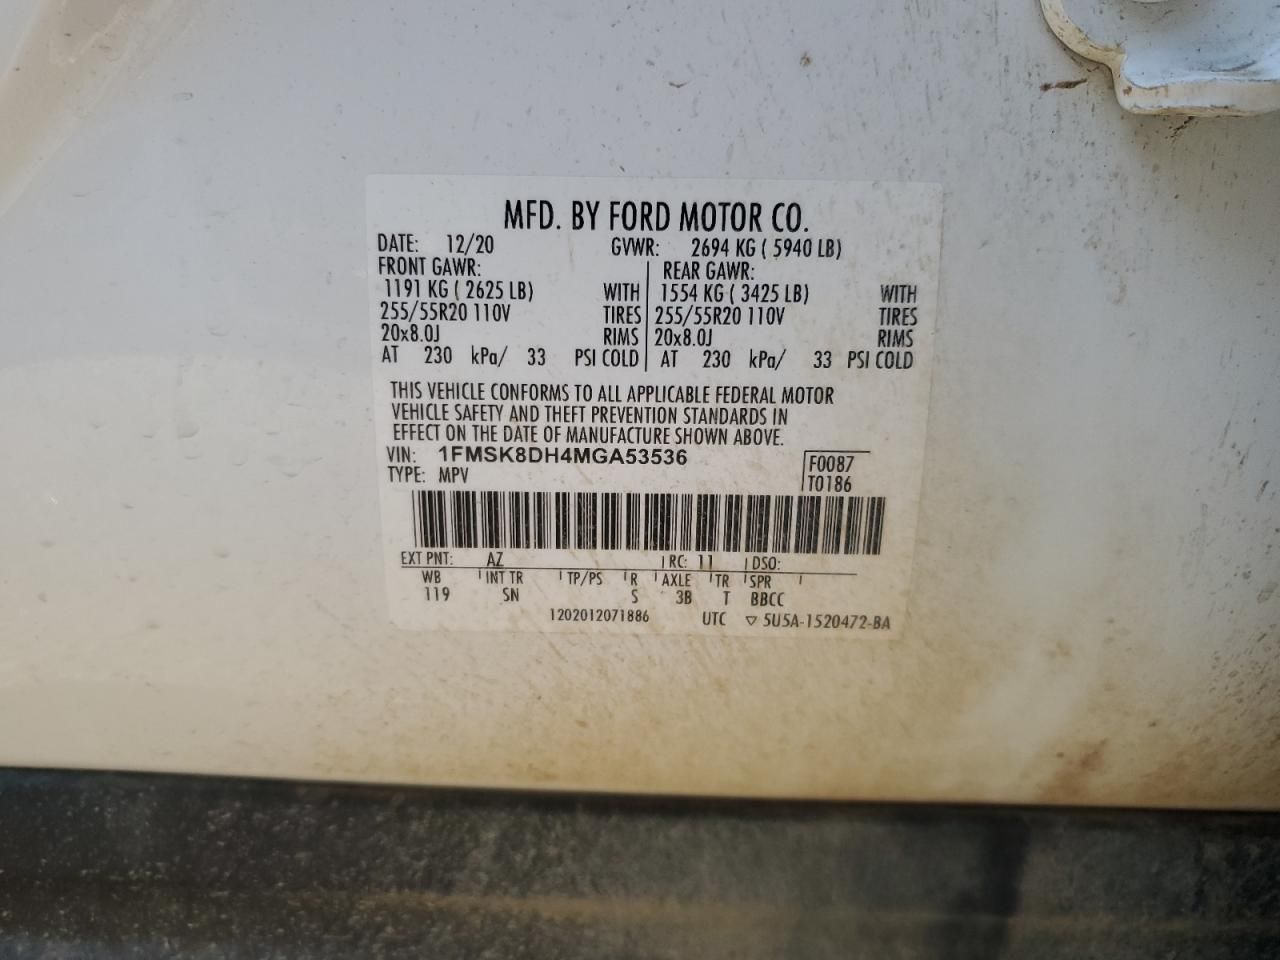 MFD. BY FORD MOTOR CO.
DATE: 12/20 GVWR: 2694 KG ( 5940 LB)
FRONT GAWR: REAR GAWR:
1191 KG ( 2625 LB) WITH 1554 KG ( 3425 LB) WITH
255/55R20 110V TIRES 255/55R20 110V TIRES
20x8.0J RIMS 20x8.0J RIMS
AT 230 kPa/ 33 PSI COLD AT 230 kPa/ 33 PSI COLD
THIS VEHICLE CONFORMS TO ALL APPLICABLE FEDERAL MOTOR
VEHICLE SAFETY AND THEFT PREVENTION STANDARDS IN
EFFECT ON THE DATE OF MANUFACTURE SHOWN ABOVE.
VIN: 1FMSK8DH4MGA53536 F0087
TYPE: MPV T0186
EXT PNT: AZ RC: 11 DSO:
WB INT TR TP/PS R AXLE TR SPR
119 SN S 3B T BBCC
1202012071886 UTC ▽ 5U5A-1520472-BA